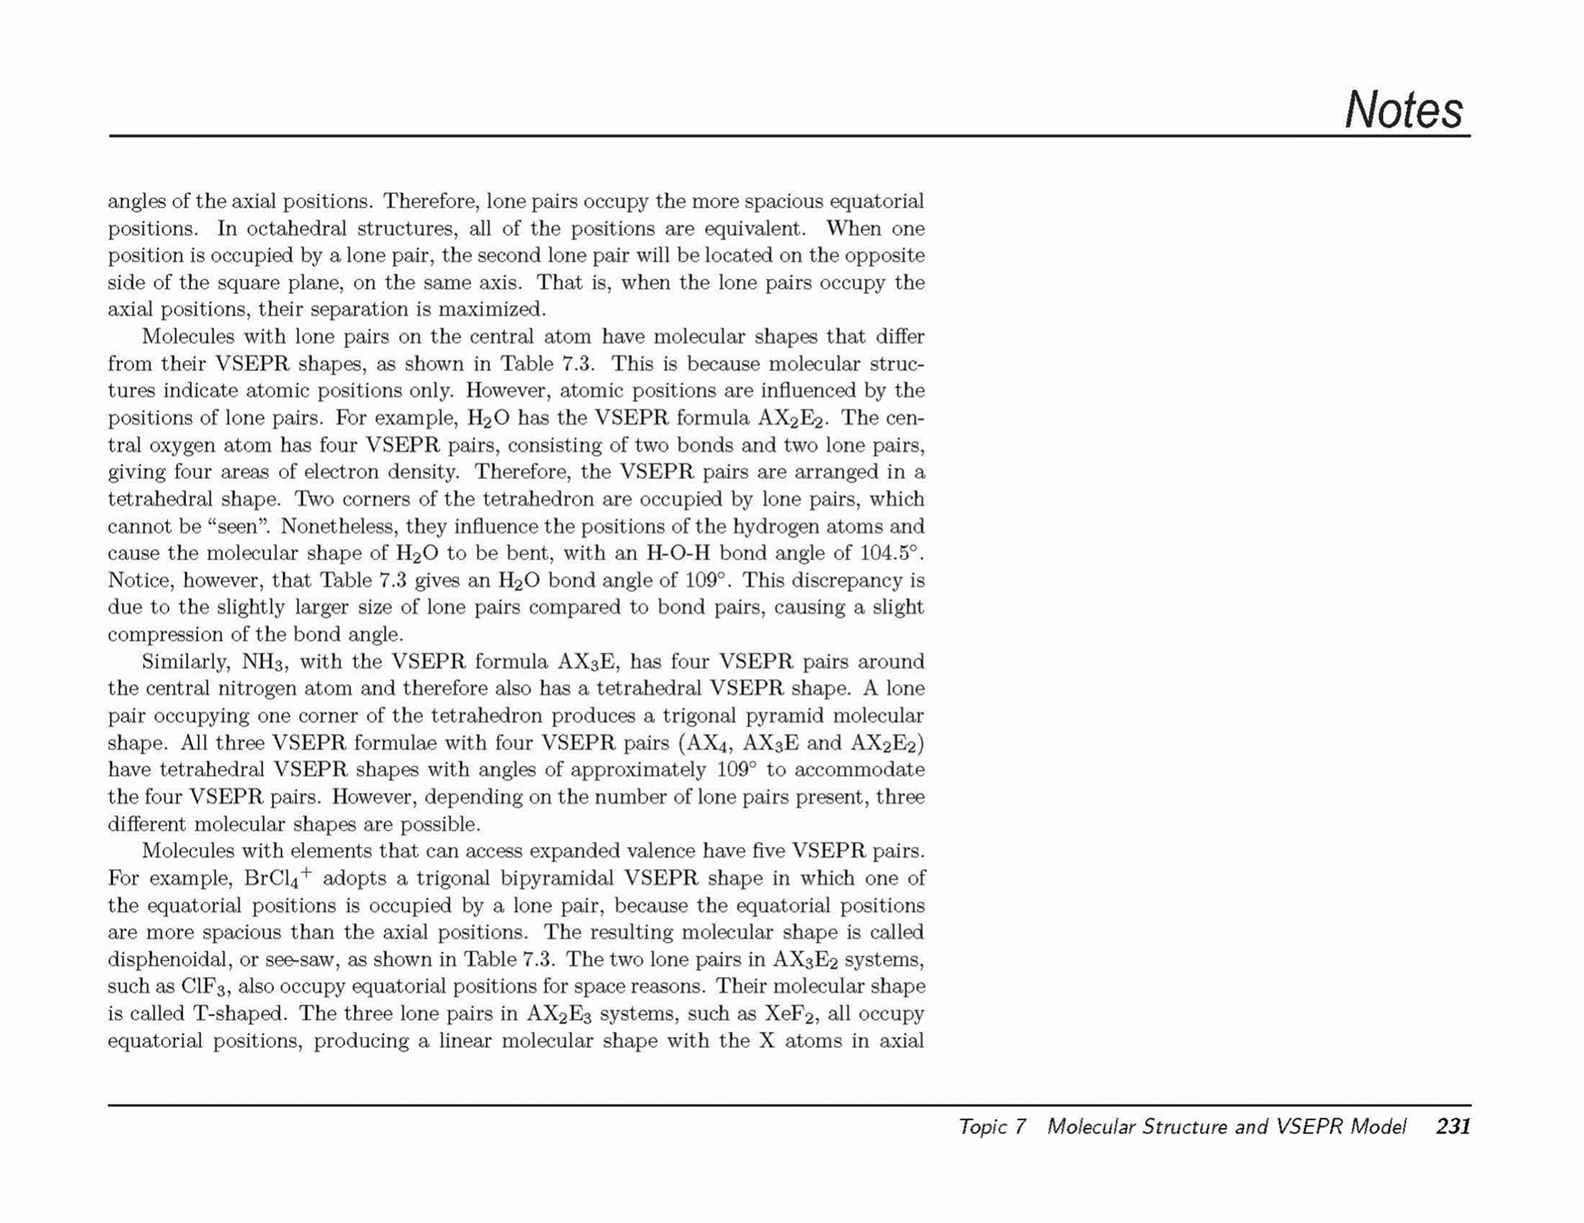 Notes
angles of the axial positions. Therefore, lone pairs occupy the more spacious equatorial
positions. In octahedral structures, all of the positions are equivalent. When one
position is occupied by a lone pair, the second lone pair will be located on the opposite
side of the square plane, on the same axis. That is, when the lone pairs occupy the
axial positions, their separation is maximized.
Molecules with lone pairs on the central atom have molecular shapes that differ
from their VSEPR shapes, as shown in Table 7.3. This is because molecular struc-
tures indicate atomic positions only. However, atomic positions are influenced by the
positions of lone pairs. For example, H₂O has the VSEPR formula AX₂E₂. The cen-
tral oxygen atom has four VSEPR pairs, consisting of two bonds and two lone pairs,
giving four areas of electron density. Therefore, the VSEPR pairs are arranged in a
tetrahedral shape. Two corners of the tetrahedron are occupied by lone pairs, which
cannot be “seen”. Nonetheless, they influence the positions of the hydrogen atoms and
cause the molecular shape of H₂O to be bent, with an H-O-H bond angle of 104.5°.
Notice, however, that Table 7.3 gives an H₂O bond angle of 109°. This discrepancy is
due to the slightly larger size of lone pairs compared to bond pairs, causing a slight
compression of the bond angle.
Similarly, NH₃, with the VSEPR formula AX₃E, has four VSEPR pairs around
the central nitrogen atom and therefore also has a tetrahedral VSEPR shape. A lone
pair occupying one corner of the tetrahedron produces a trigonal pyramid molecular
shape. All three VSEPR formulae with four VSEPR pairs (AX₄, AX₃E and AX₂E₂)
have tetrahedral VSEPR shapes with angles of approximately 109° to accommodate
the four VSEPR pairs. However, depending on the number of lone pairs present, three
different molecular shapes are possible.
Molecules with elements that can access expanded valence have five VSEPR pairs.
For example, BrCl₄⁺ adopts a trigonal bipyramidal VSEPR shape in which one of
the equatorial positions is occupied by a lone pair, because the equatorial positions
are more spacious than the axial positions. The resulting molecular shape is called
disphenoidal, or see-saw, as shown in Table 7.3. The two lone pairs in AX₃E₂ systems,
such as ClF₃, also occupy equatorial positions for space reasons. Their molecular shape
is called T-shaped. The three lone pairs in AX₂E₃ systems, such as XeF₂, all occupy
equatorial positions, producing a linear molecular shape with the X atoms in axial
Topic 7 Molecular Structure and VSEPR Model 231